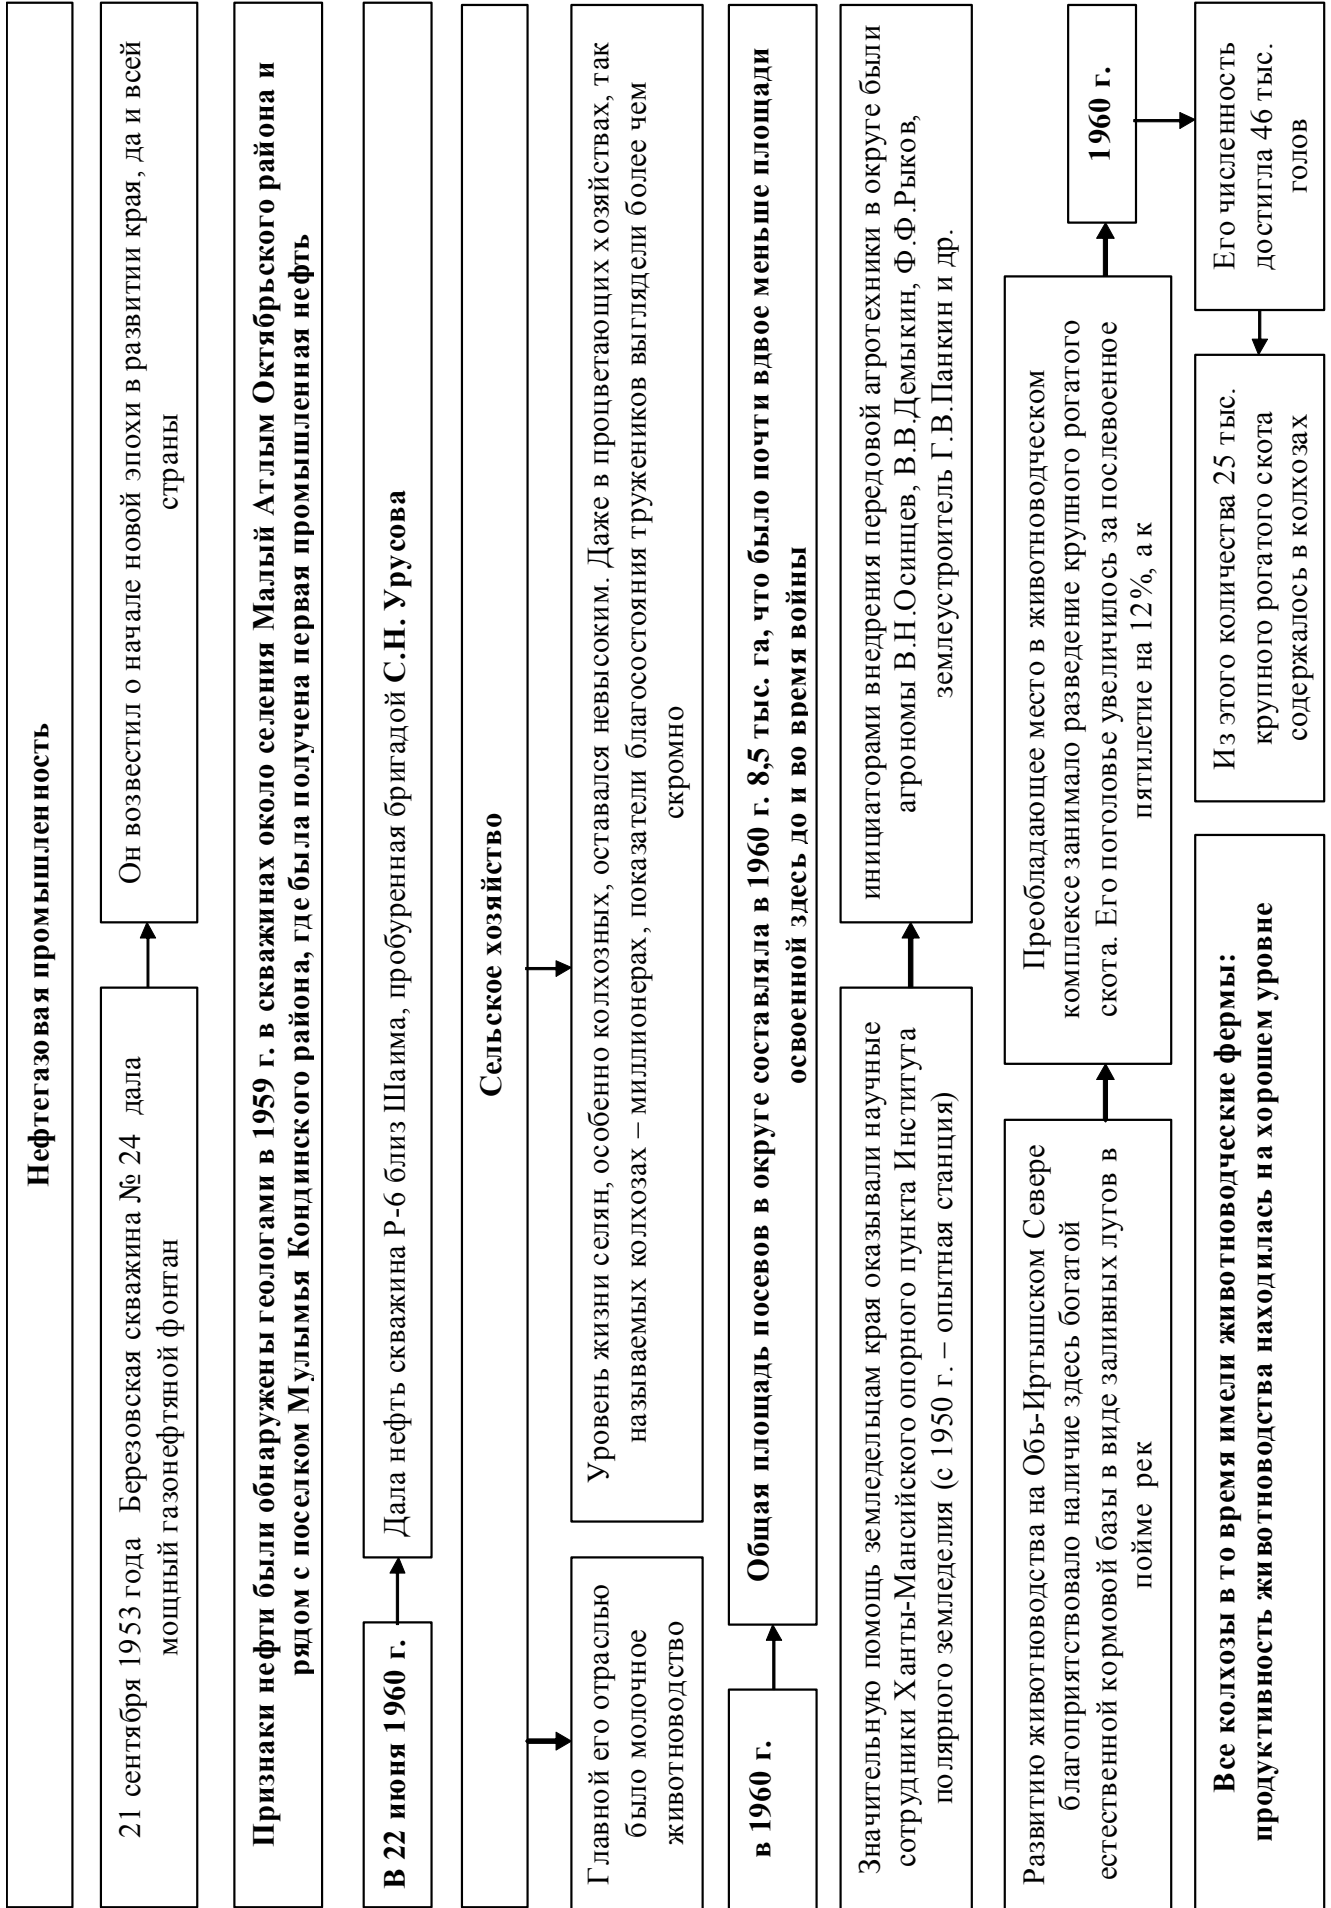 Нефтегазовая промышленность
21 сентября 1953 года Березовская скважина № 24 дала
мощный газонефтяной фонтан
Он возвестил о начале новой эпохи в развитии края, да и всей
страны
Признаки нефти были обнаружены геологами в 1959 г. в скважинах около селения Малый Атлым Октябрьского района и
рядом с поселком Мулымья Кондинского района, где была получена первая промышленная нефть
В 22 июня 1960 г.
Дала нефть скважина Р-6 близ Шаима, пробуренная бригадой С.Н. Урусова
Сельское хозяйство
Главной его отраслью
было молочное
животноводство
Уровень жизни селян, особенно колхозных, оставался невысоким. Даже в процветающих хозяйствах, так
называемых колхозах – миллионерах, показатели благосостояния тружеников выглядели более чем
скромно
в 1960 г.
Общая площадь посевов в округе составляла в 1960 г. 8,5 тыс. га, что было почти вдвое меньше площади
освоенной здесь до и во время войны
Значительную помощь земледельцам края оказывали научные
сотрудники Ханты-Мансийского опорного пункта Института
полярного земледелия (с 1950 г. – опытная станция)
инициаторами внедрения передовой агротехники в округе были
агрономы В.Н.Осинцев, В.В.Демыкин, Ф.Ф.Рыков,
землеустроитель Г.В.Панкин и др.
Развитию животноводства на Обь-Иртышском Севере
благоприятствовало наличие здесь богатой
естественной кормовой базы в виде заливных лугов в
пойме рек
Преобладающее место в животноводческом
комплексе занимало разведение крупного рогатого
скота. Его поголовье увеличилось за послевоенное
пятилетие на 12%, а к
1960 г.
Его численность
достигла 46 тыс.
голов
Из этого количества 25 тыс.
крупного рогатого скота
содержалось в колхозах
Все колхозы в то время имели животноводческие фермы:
продуктивность животноводства находилась на хорошем уровне